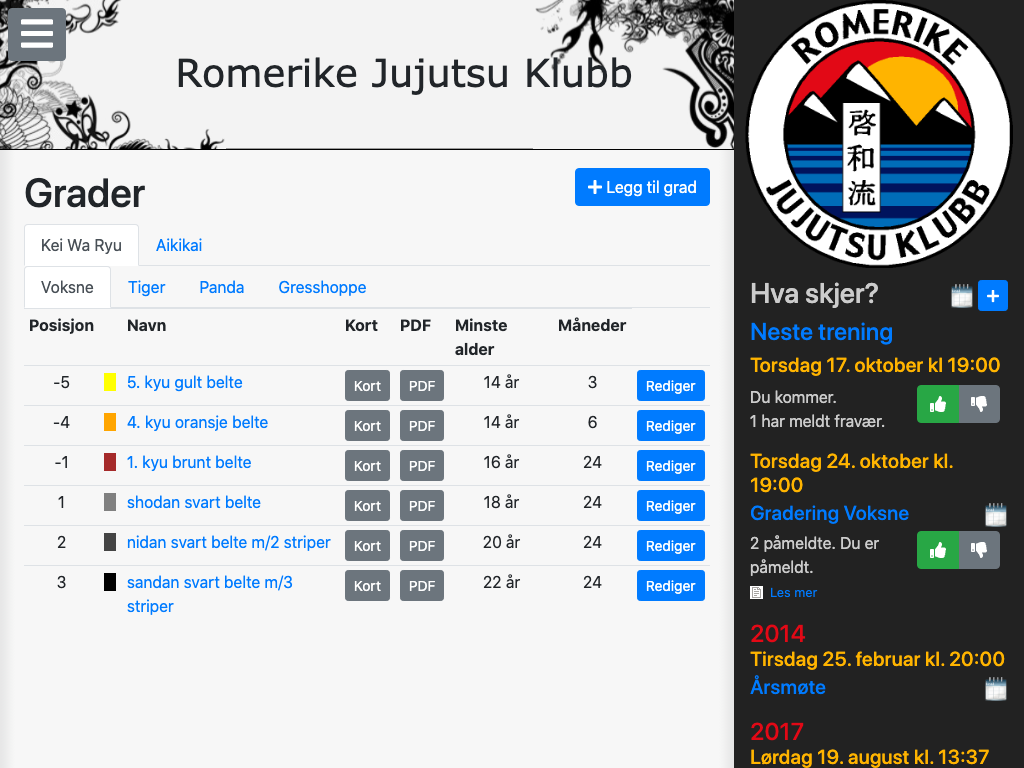 Romerike Jujutsu Klubb
Grader
Legg til grad
Kei Wa Ryu Aikikai
Voksne Tiger Panda Gresshoppe
Posisjon Navn Kort PDF Minste alder Måneder
-5 5. kyu gult belte Kort PDF 14 år 3 Rediger
-4 4. kyu oransje belte Kort PDF 14 år 6 Rediger
-1 1. kyu brunt belte Kort PDF 16 år 24 Rediger
1 shodan svart belte Kort PDF 18 år 24 Rediger
2 nidan svart belte m/2 striper Kort PDF 20 år 24 Rediger
3 sandan svart belte m/3 Kort PDF 22 år 24 Rediger
striper
ROMERIKE
啓和流
JUJUTSU KLUBB
Hva skjer?
Neste trening
Torsdag 17. oktober kl 19:00
Du kommer.
1 har meldt fravær.
Torsdag 24. oktober kl.
19:00
Gradering Voksne
2 påmeldte. Du er
påmeldt.
Les mer
2014
Tirsdag 25. februar kl. 20:00
Årsmøte
2017
Lørdag 19. august kl. 13:37